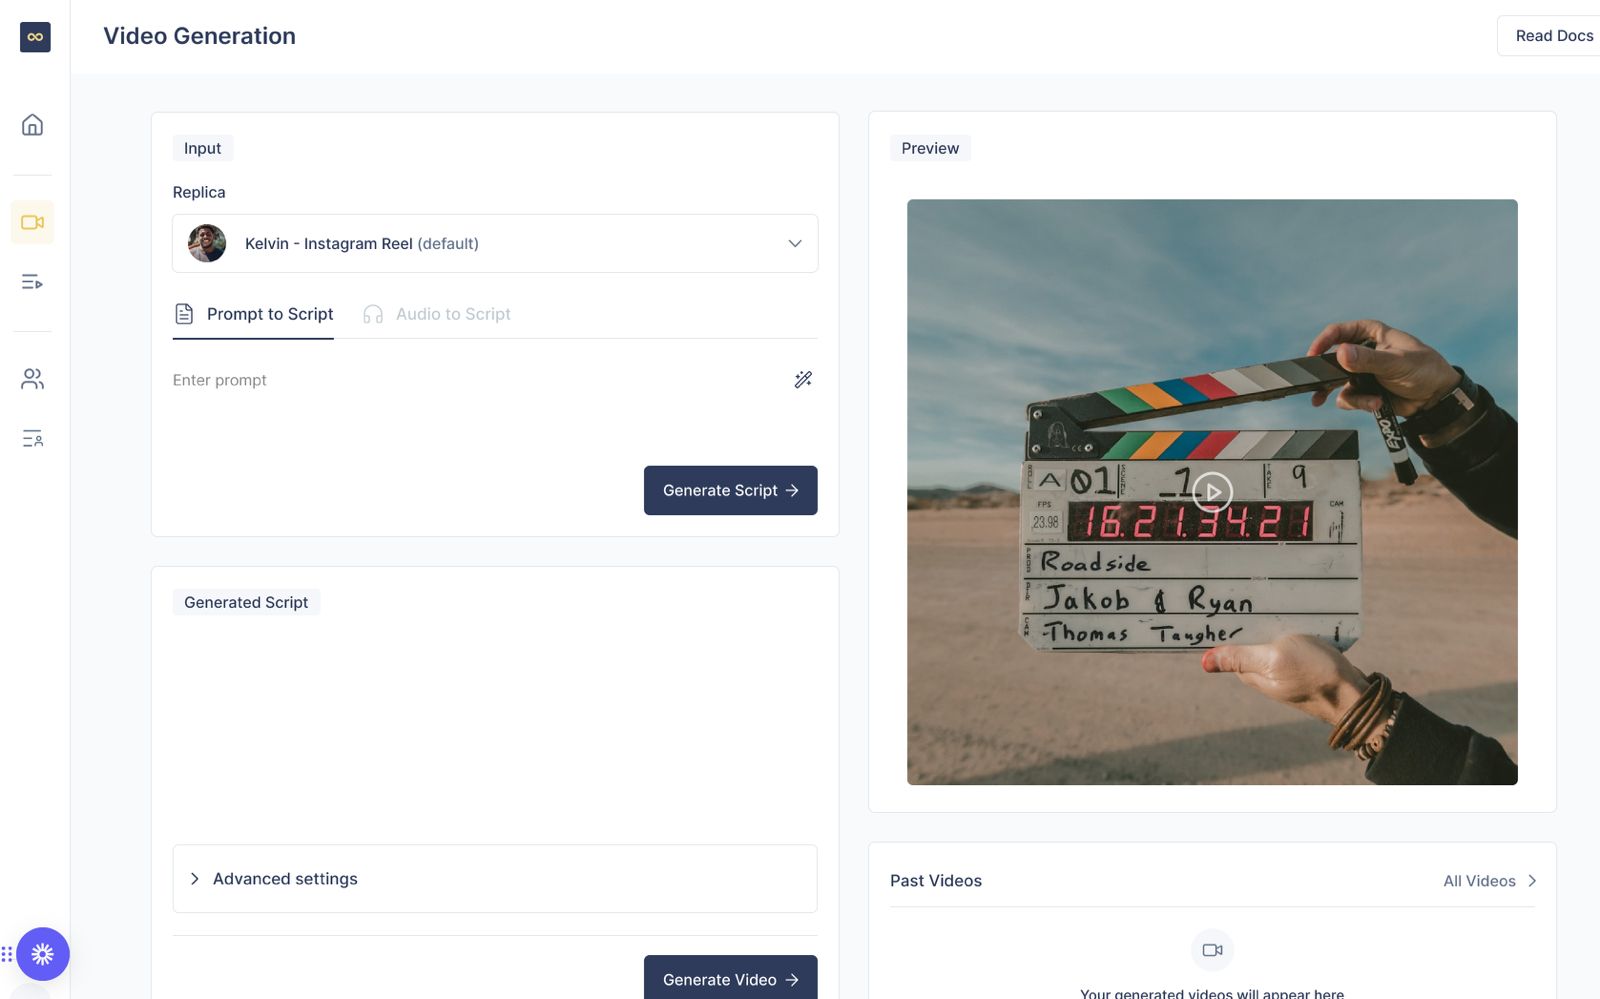 Video Generation
Read Docs
Input
Replica
Kelvin - Instagram Reel (default)
Prompt to Script
Audio to Script
Enter prompt
Generate Script
Generated Script
Advanced settings
Generate Video
Preview
A 01 1 9
FPS
CAM
23.98
16.21.34.21
Roadside
Jakob & Ryan
Thomas Taugher
Past Videos
All Videos
Your generated videos will appear here